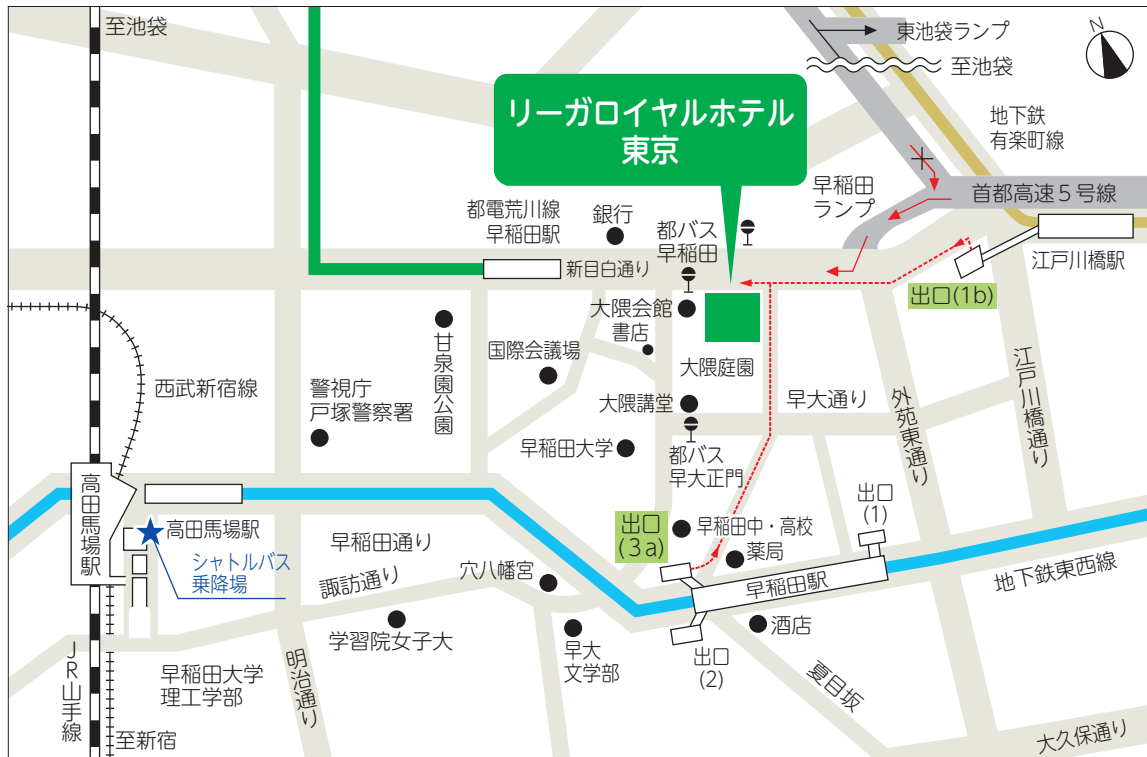 至池袋
東池袋ランプ
至池袋
N
地下鉄
有楽町線
リーガロイヤルホテル
東京
早稲田
ランプ
首都高速5号線
都電荒川線
早稲田駅
銀行
都バス
早稲田
新目白通り
江戸川橋駅
出口(1b)
大隈会館
書店
甘泉園公園
国際会議場
大隈庭園
西武新宿線
警視庁
戸塚警察署
大隈講堂
早大通り
外苑東通り
江戸川橋通り
早稲田大学
都バス
早大正門
高田馬場駅
高田馬場駅
シャトルバス
乗降場
早稲田通り
諏訪通り
穴八幡宮
出口
(3a)
早稲田中・高校
薬局
出口
(1)
早稲田駅
地下鉄東西線
学習院女子大
早大
文学部
出口
(2)
酒店
夏目坂
JR山手線
早稲田大学
理工学部
明治通り
至新宿
大久保通り